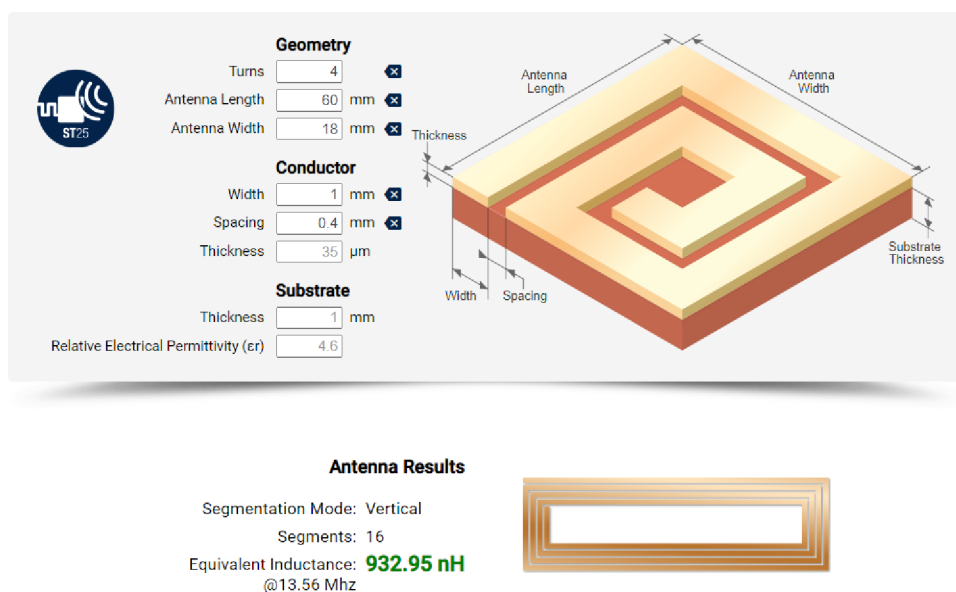 Geometry
Turns 4
Antenna Length 60 mm
Antenna Width 18 mm
Conductor
Width 1 mm
Spacing 0.4 mm
Thickness 35 µm
Substrate
Thickness 1 mm
Relative Electrical Permittivity (εr) 4.6
ST25
Antenna
Length
Antenna
Width
Thickness
Width
Spacing
Substrate
Thickness
Antenna Results
Segmentation Mode: Vertical
Segments: 16
Equivalent Inductance: 932.95 nH
@13.56 Mhz